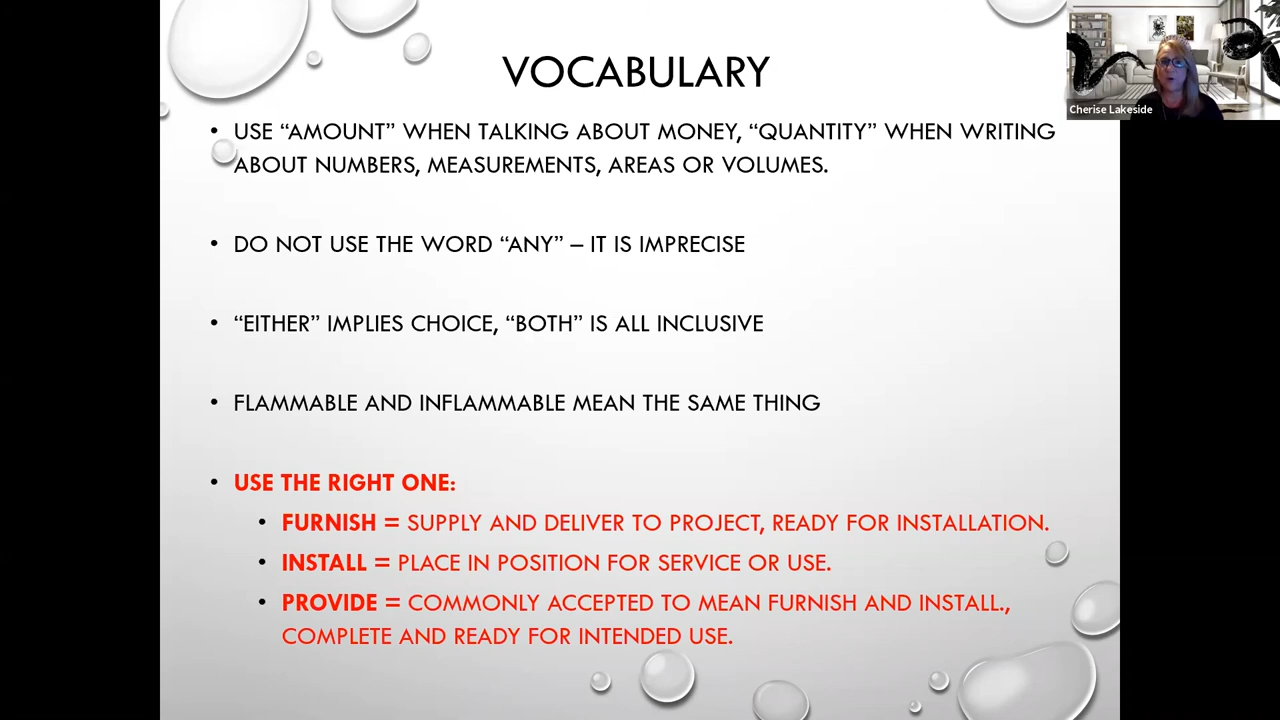 VOCABULARY
Cherise Lakeside
• USE “AMOUNT” WHEN TALKING ABOUT MONEY, “QUANTITY” WHEN WRITING
ABOUT NUMBERS, MEASUREMENTS, AREAS OR VOLUMES.
• DO NOT USE THE WORD “ANY” – IT IS IMPRECISE
• “EITHER” IMPLIES CHOICE, “BOTH” IS ALL INCLUSIVE
• FLAMMABLE AND INFLAMMABLE MEAN THE SAME THING
• USE THE RIGHT ONE:
• FURNISH = SUPPLY AND DELIVER TO PROJECT, READY FOR INSTALLATION.
• INSTALL = PLACE IN POSITION FOR SERVICE OR USE.
• PROVIDE = COMMONLY ACCEPTED TO MEAN FURNISH AND INSTALL.,
COMPLETE AND READY FOR INTENDED USE.